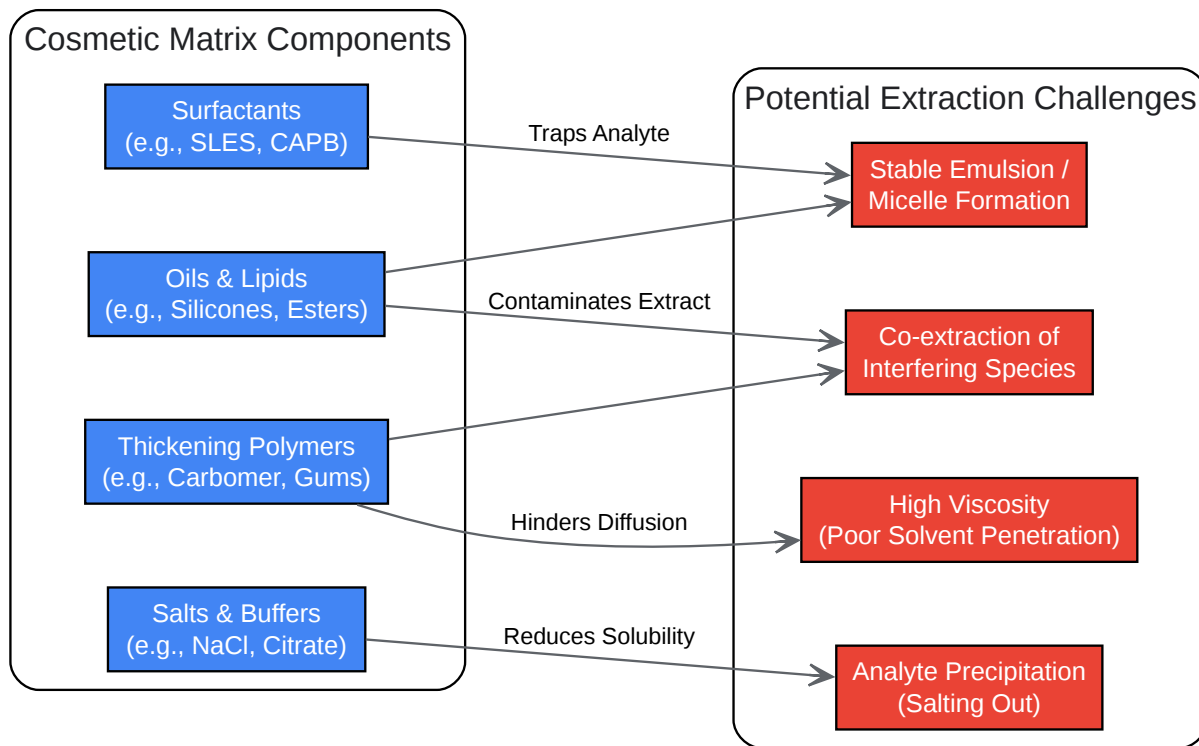 Cosmetic Matrix Components
Surfactants
(e.g., SLES, CAPB)
Oils & Lipids
(e.g., Silicones, Esters)
Thickening Polymers
(e.g., Carbomer, Gums)
Salts & Buffers
(e.g., NaCl, Citrate)
Traps Analyte
Contaminates Extract
Hinders Diffusion
Reduces Solubility
Potential Extraction Challenges
Stable Emulsion /
Micelle Formation
Co-extraction of
Interfering Species
High Viscosity
(Poor Solvent Penetration)
Analyte Precipitation
(Salting Out)